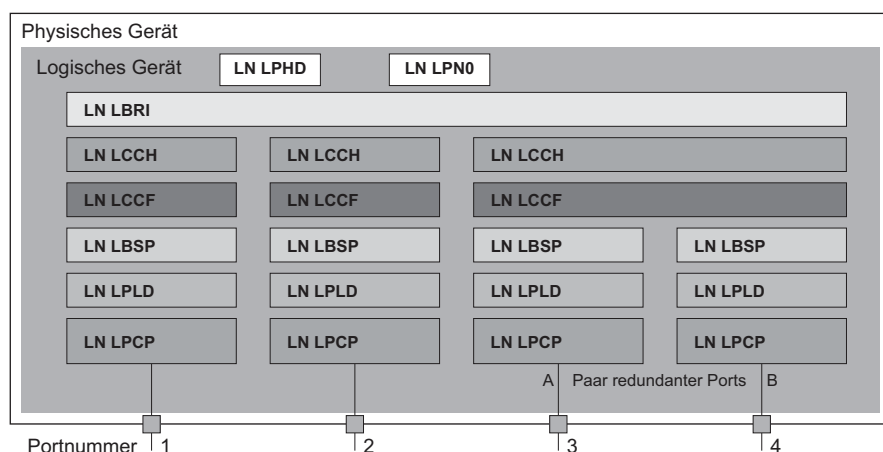 Physisches Gerät
Logisches Gerät LN LPHD LN LPN0
LN LBRI
LN LCCH LN LCCH LN LCCH
LN LCCF LN LCCF LN LCCF
LN LBSP LN LBSP LN LBSP LN LBSP
LN LPLD LN LPLD LN LPLD LN LPLD
LN LPCP LN LPCP LN LPCP LN LPCP
A Paar redundanter Ports B
Portnummer 1 2 3 4